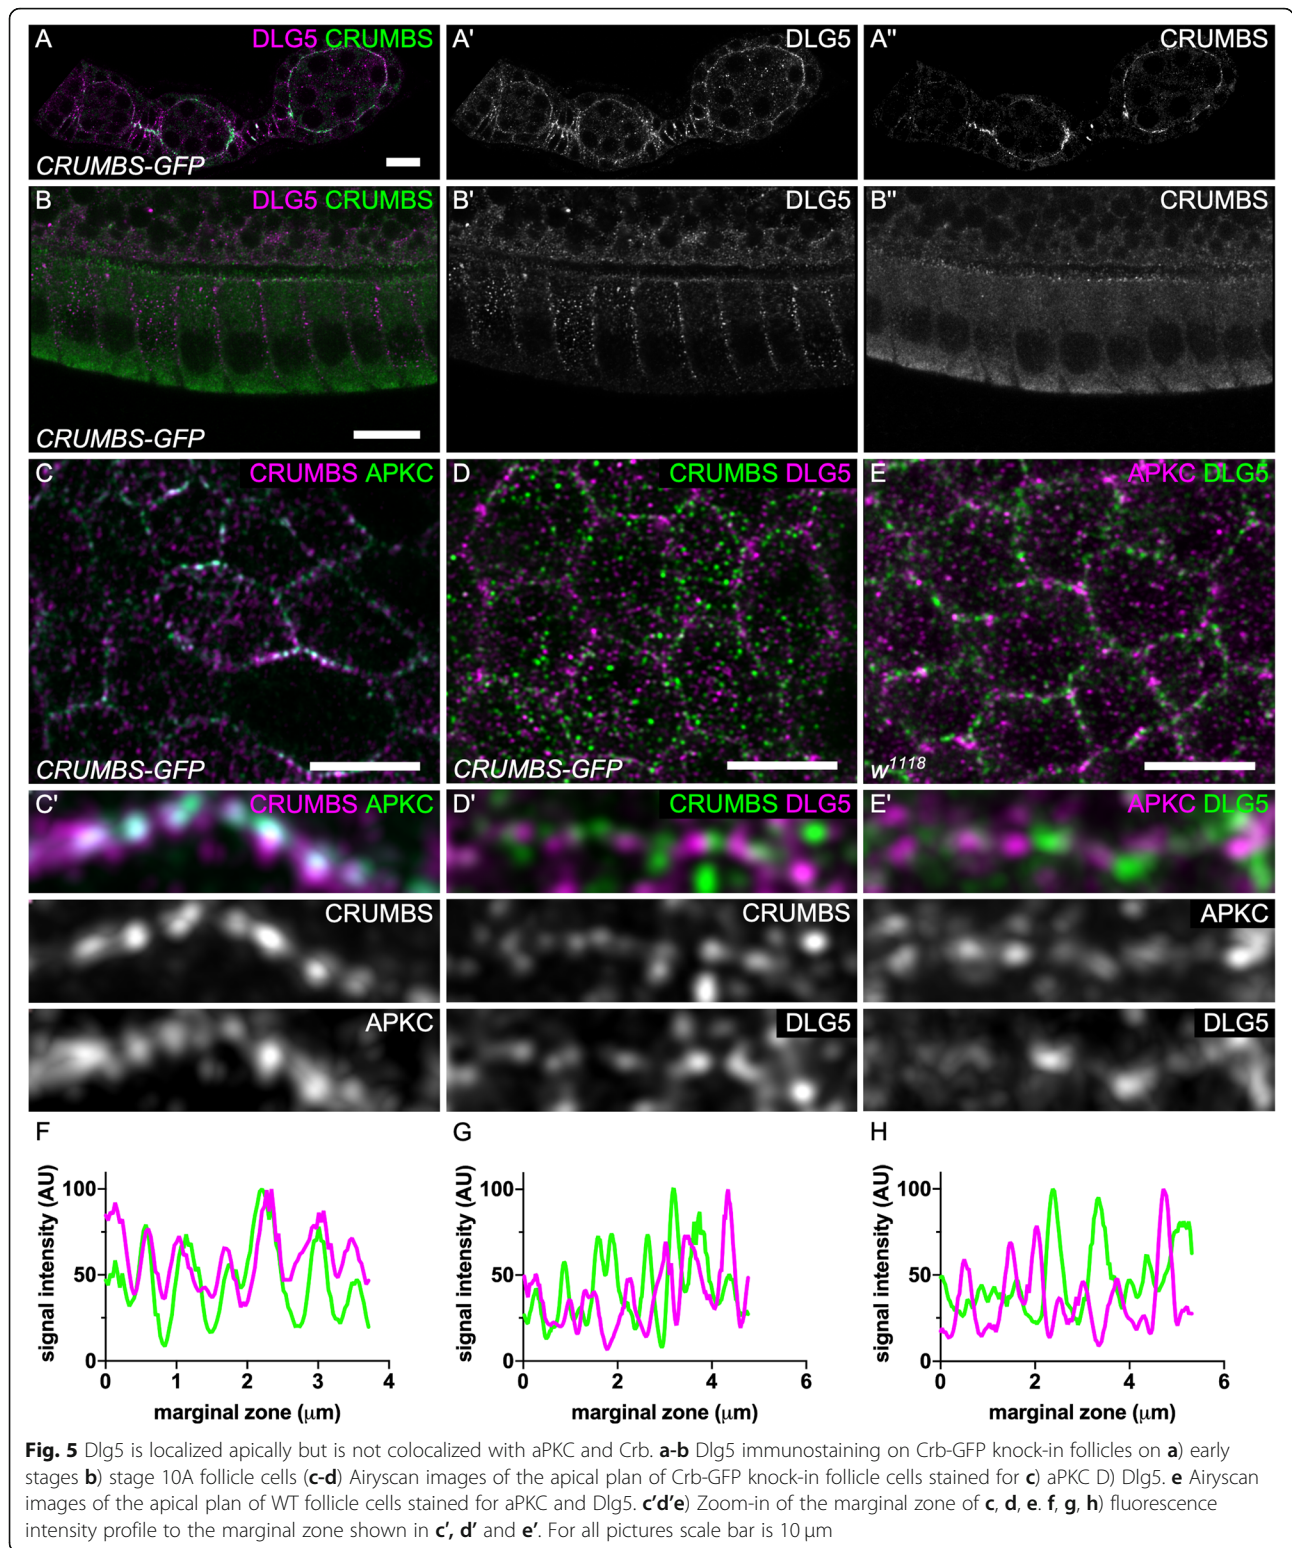 A DLG5 CRUMBS A' DLG5 A'' CRUMBS
CRUMBS-GFP
B DLG5 CRUMBS B' DLG5 B'' CRUMBS
CRUMBS-GFP
C CRUMBS APKC D CRUMBS DLG5 E APKC DLG5
CRUMBS-GFP CRUMBS-GFP w1118
C' CRUMBS APKC D' CRUMBS DLG5 E' APKC DLG5
CRUMBS CRUMBS APKC
APKC DLG5 DLG5
F G H
signal intensity (AU) signal intensity (AU) signal intensity (AU)
100 100 100
50 50 50
0 0 0
0 1 2 3 4 0 2 4 6 0 2 4 6
marginal zone (μm) marginal zone (μm) marginal zone (μm)
Fig. 5 Dlg5 is localized apically but is not colocalized with aPKC and Crb. a-b Dlg5 immunostaining on Crb-GFP knock-in follicles on a) early
stages b) stage 10A follicle cells (c-d) Airyscan images of the apical plan of Crb-GFP knock-in follicle cells stained for c) aPKC D) Dlg5. e Airyscan
images of the apical plan of WT follicle cells stained for aPKC and Dlg5. c'd'e) Zoom-in of the marginal zone of c, d, e. f, g, h) fluorescence
intensity profile to the marginal zone shown in c', d' and e'. For all pictures scale bar is 10 μm